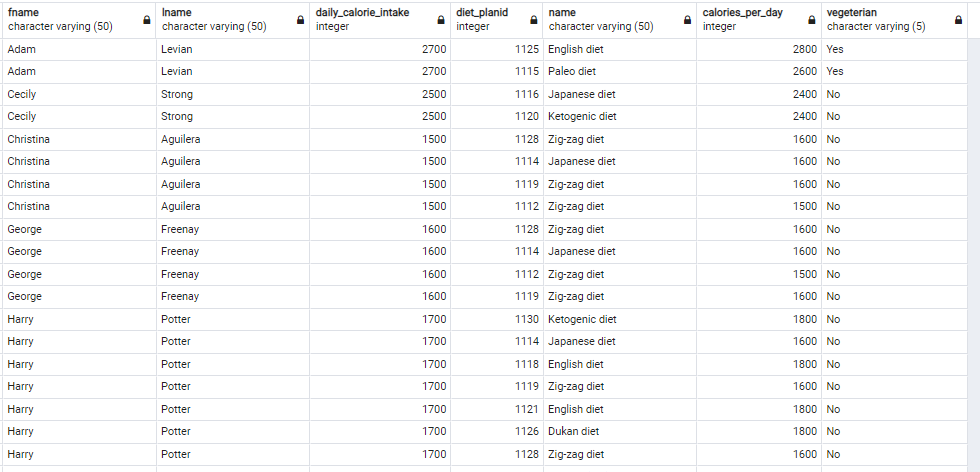 fname lname daily_calorie_intake diet_planid name calories_per_day vegeterian
character varying (50) character varying (50) integer integer character varying (50) integer character varying (5)
Adam Levian 2700 1125 English diet 2800 Yes
Adam Levian 2700 1115 Paleo diet 2600 Yes
Cecily Strong 2500 1116 Japanese diet 2400 No
Cecily Strong 2500 1120 Ketogenic diet 2400 No
Christina Aguilera 1500 1128 Zig-zag diet 1600 No
Christina Aguilera 1500 1114 Japanese diet 1600 No
Christina Aguilera 1500 1119 Zig-zag diet 1600 No
Christina Aguilera 1500 1112 Zig-zag diet 1500 No
George Freenay 1600 1128 Zig-zag diet 1600 No
George Freenay 1600 1114 Japanese diet 1600 No
George Freenay 1600 1112 Zig-zag diet 1500 No
George Freenay 1600 1119 Zig-zag diet 1600 No
Harry Potter 1700 1130 Ketogenic diet 1800 No
Harry Potter 1700 1114 Japanese diet 1600 No
Harry Potter 1700 1118 English diet 1800 No
Harry Potter 1700 1119 Zig-zag diet 1600 No
Harry Potter 1700 1121 English diet 1800 No
Harry Potter 1700 1126 Dukan diet 1800 No
Harry Potter 1700 1128 Zig-zag diet 1600 No